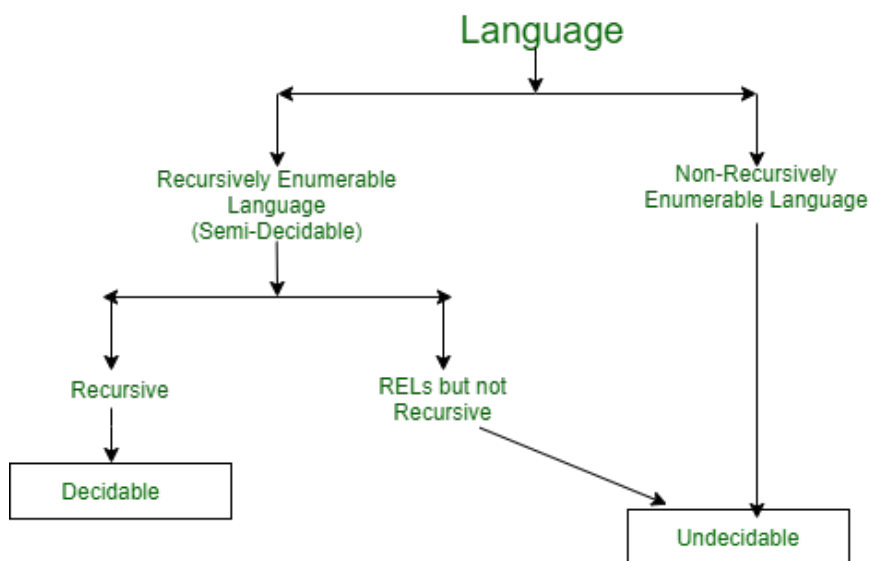 Language
Recursively Enumerable
Language
(Semi-Decidable)
Non-Recursively
Enumerable Language
Recursive
RELs but not
Recursive
Decidable
Undecidable